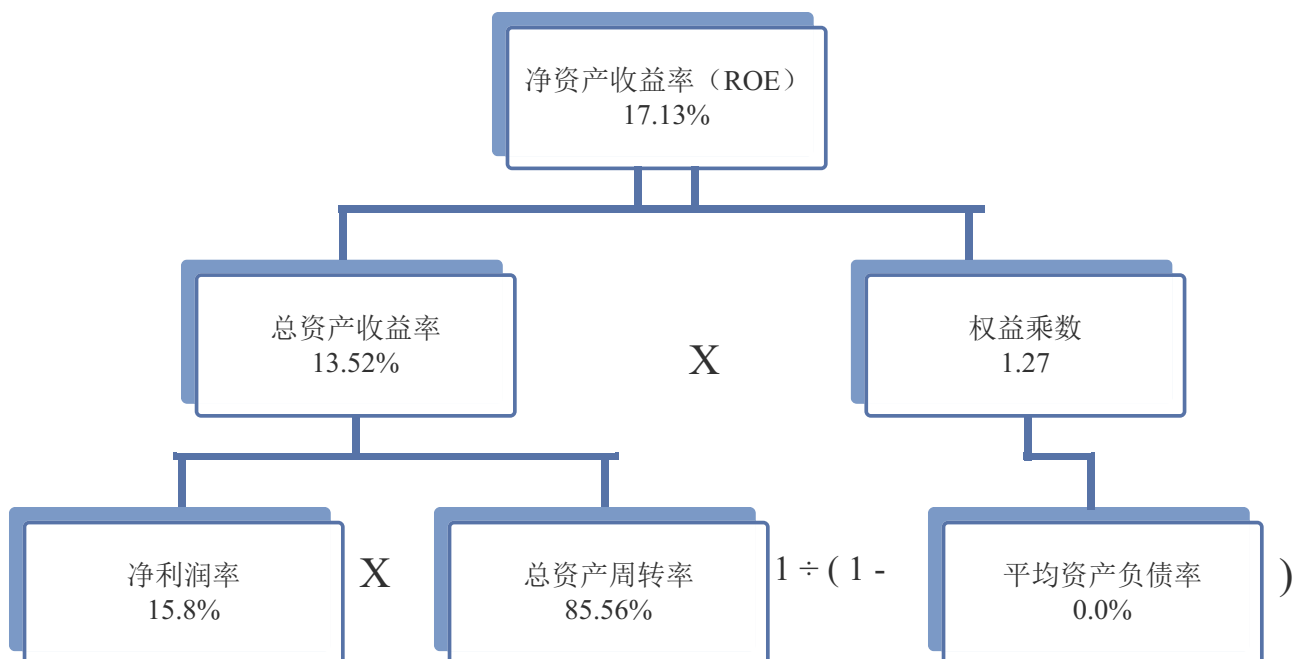 净资产收益率（ROE）
17.13%
总资产收益率
13.52%
X
权益乘数
1.27
净利润率
15.8%
X
总资产周转率
85.56%
1 ÷ ( 1 -
平均资产负债率
0.0%
)